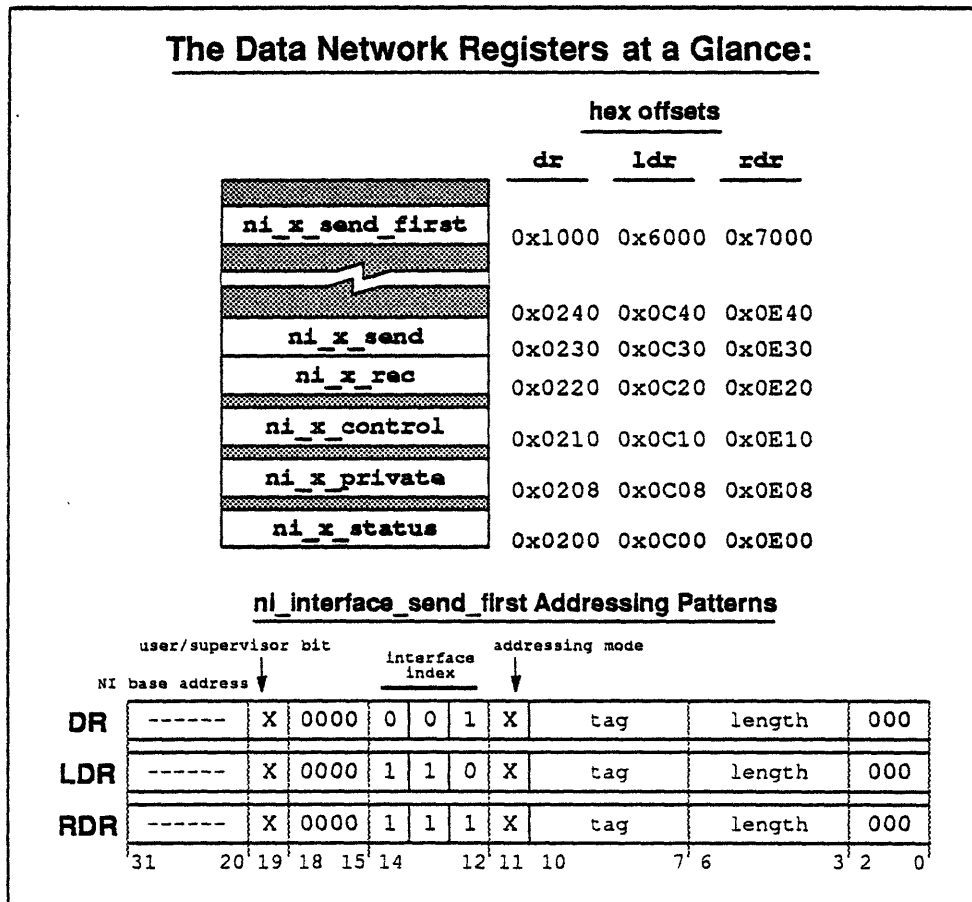 The Data Network Registers at a Glance:
hex offsets
dr ldr rdr
ni_x_send_first 0x1000 0x6000 0x7000
0x0240 0x0C40 0x0E40
ni_x_send 0x0230 0x0C30 0x0E30
ni_x_rec 0x0220 0x0C20 0x0E20
ni_x_control 0x0210 0x0C10 0x0E10
ni_x_private 0x0208 0x0C08 0x0E08
ni_x_status 0x0200 0x0C00 0x0E00
ni_interface_send_first Addressing Patterns
user/supervisor bit interface index addressing mode
NI base address
DR ------ X 0000 0 0 1 X tag length 000
LDR ------ X 0000 1 1 0 X tag length 000
RDR ------ X 0000 1 1 1 X tag length 000
31 20 19 18 15 14 12 11 10 7 6 3 2 0